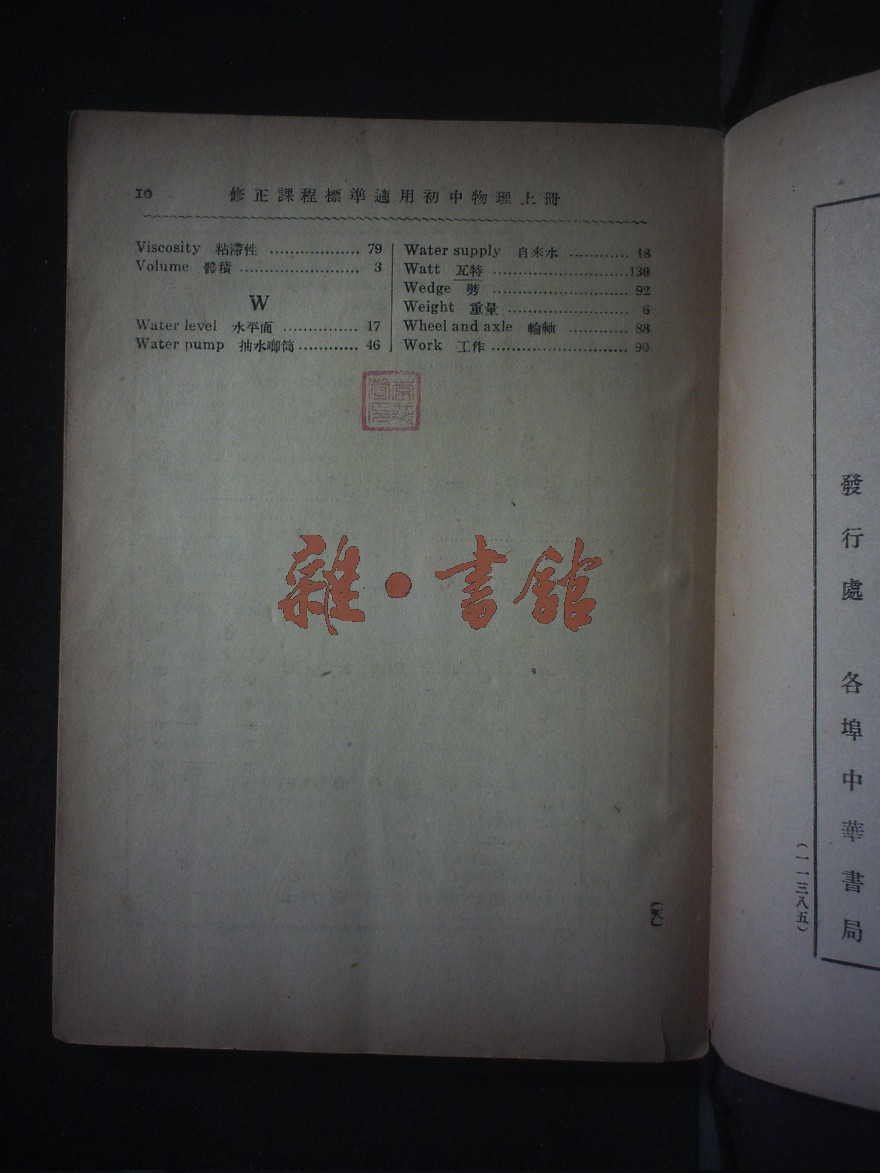 10 修正課程標準適用初中物理上冊
Viscosity 粘滯性 .................. 79
Volume 體積 ....................... 3
W
Water level 水平面 ............... 17
Water pump 抽水唧筒 ............ 46
Water supply 自來水 ............ 18
Watt 瓦特 ...........................130
Wedge 劈 ........................... 92
Weight 重量 ........................ 6
Wheel and axle 輪軸 ............ 88
Work 工作 ........................... 90
雜·書館
發行處 各埠中華書局
(一一三八五)